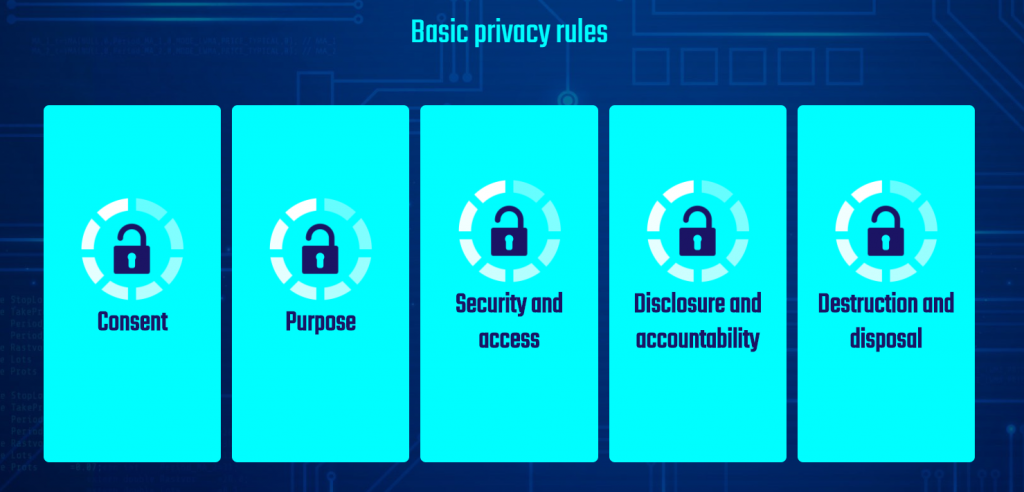 Basic privacy rules
Consent
Purpose
Security and
access
Disclosure and
accountability
Destruction and
disposal